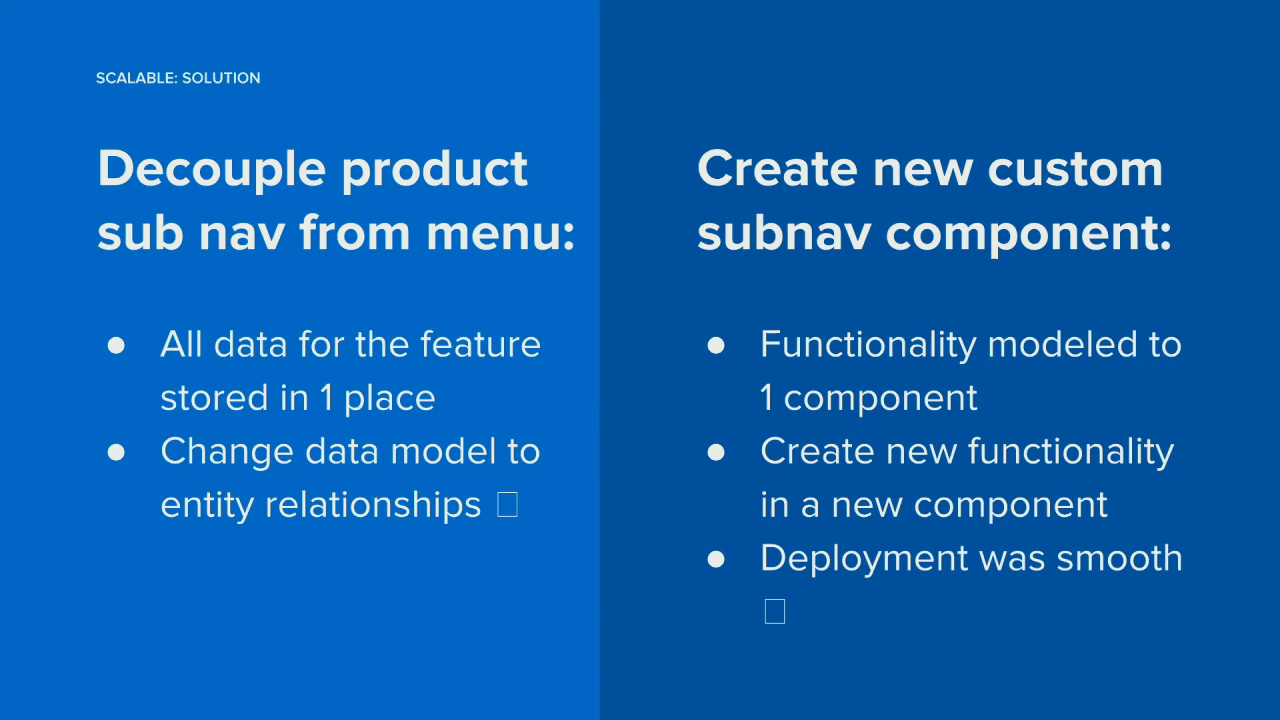 SCALABLE: SOLUTION
Decouple product
sub nav from menu:
● All data for the feature
stored in 1 place
● Change data model to
entity relationships 
Create new custom
subnav component:
● Functionality modeled to
1 component
● Create new functionality
in a new component
● Deployment was smooth